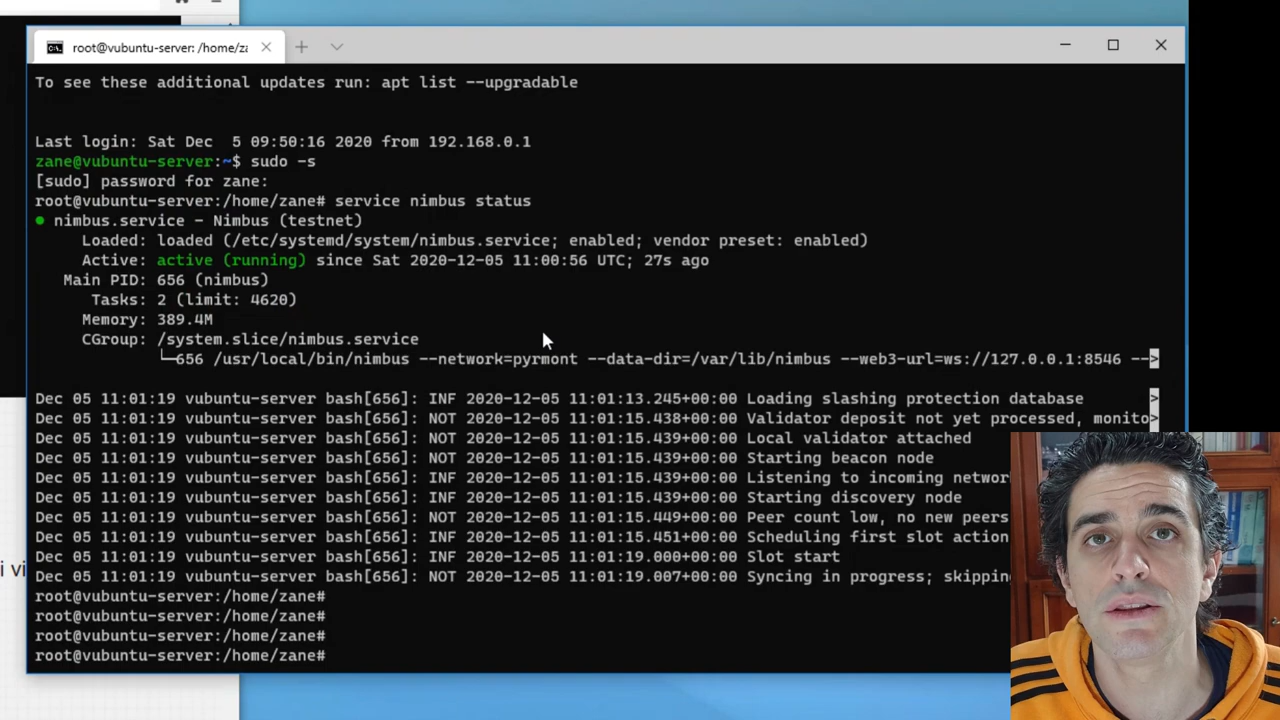 root@vubuntu-server: /home/za
To see these additional updates run: apt list --upgradable
Last login: Sat Dec  5 09:50:16 2020 from 192.168.0.1
zane@vubuntu-server:~$ sudo -s
[sudo] password for zane:
root@vubuntu-server:/home/zane# service nimbus status
● nimbus.service - Nimbus (testnet)
Loaded: loaded (/etc/systemd/system/nimbus.service; enabled; vendor preset: enabled)
Active: active (running) since Sat 2020-12-05 11:00:56 UTC; 27s ago
Main PID: 656 (nimbus)
Tasks: 2 (limit: 4620)
Memory: 389.4M
CGroup: /system.slice/nimbus.service
└─656 /usr/local/bin/nimbus --network=pyrmont --data-dir=/var/lib/nimbus --web3-url=ws://127.0.0.1:8546 -->
Dec 05 11:01:19 vubuntu-server bash[656]: INF 2020-12-05 11:01:13.245+00:00 Loading slashing protection database >
Dec 05 11:01:19 vubuntu-server bash[656]: NOT 2020-12-05 11:01:15.438+00:00 Validator deposit not yet processed, monito>
Dec 05 11:01:19 vubuntu-server bash[656]: NOT 2020-12-05 11:01:15.439+00:00 Local validator attached
Dec 05 11:01:19 vubuntu-server bash[656]: NOT 2020-12-05 11:01:15.439+00:00 Starting beacon node
Dec 05 11:01:19 vubuntu-server bash[656]: INF 2020-12-05 11:01:15.439+00:00 Listening to incoming network
Dec 05 11:01:19 vubuntu-server bash[656]: INF 2020-12-05 11:01:15.439+00:00 Starting discovery node
Dec 05 11:01:19 vubuntu-server bash[656]: NOT 2020-12-05 11:01:15.449+00:00 Peer count low, no new peers
Dec 05 11:01:19 vubuntu-server bash[656]: INF 2020-12-05 11:01:15.451+00:00 Scheduling first slot action
Dec 05 11:01:19 vubuntu-server bash[656]: INF 2020-12-05 11:01:19.000+00:00 Slot start
Dec 05 11:01:19 vubuntu-server bash[656]: NOT 2020-12-05 11:01:19.007+00:00 Syncing in progress; skippin
root@vubuntu-server:/home/zane#
root@vubuntu-server:/home/zane#
root@vubuntu-server:/home/zane#
root@vubuntu-server:/home/zane#
i vi